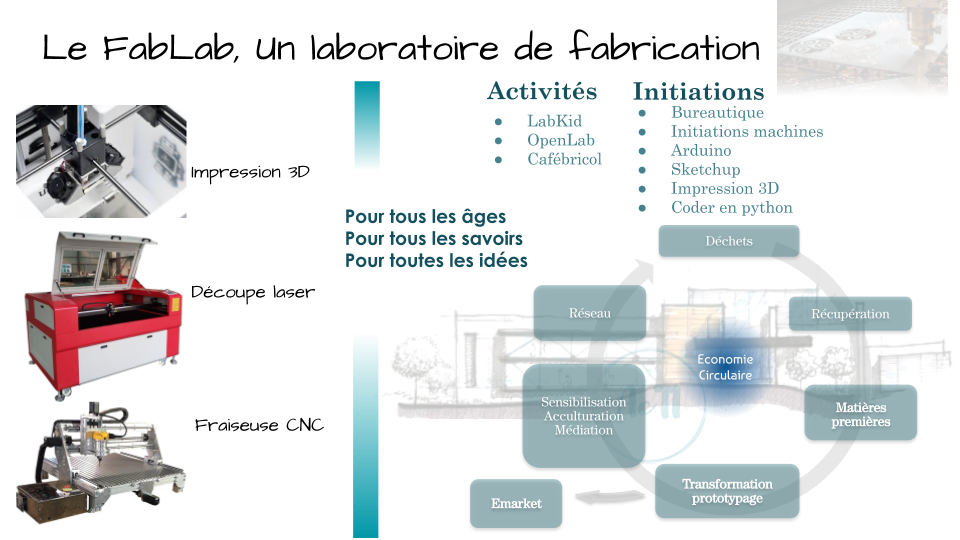 Le FabLab, Un laboratoire de fabrication
Impression 3D
Découpe laser
Fraiseuse CNC
Activités
● LabKid
● OpenLab
● Cafébricol
Initiations
● Bureautique
● Initiations machines
● Arduino
● Sketchup
● Impression 3D
● Coder en python
Pour tous les âges
Pour tous les savoirs
Pour toutes les idées
Déchets
Réseau
Récupération
Economie
Circulaire
Sensibilisation
Acculturation
Médiation
Matières
premières
Transformation
prototypage
Emarket